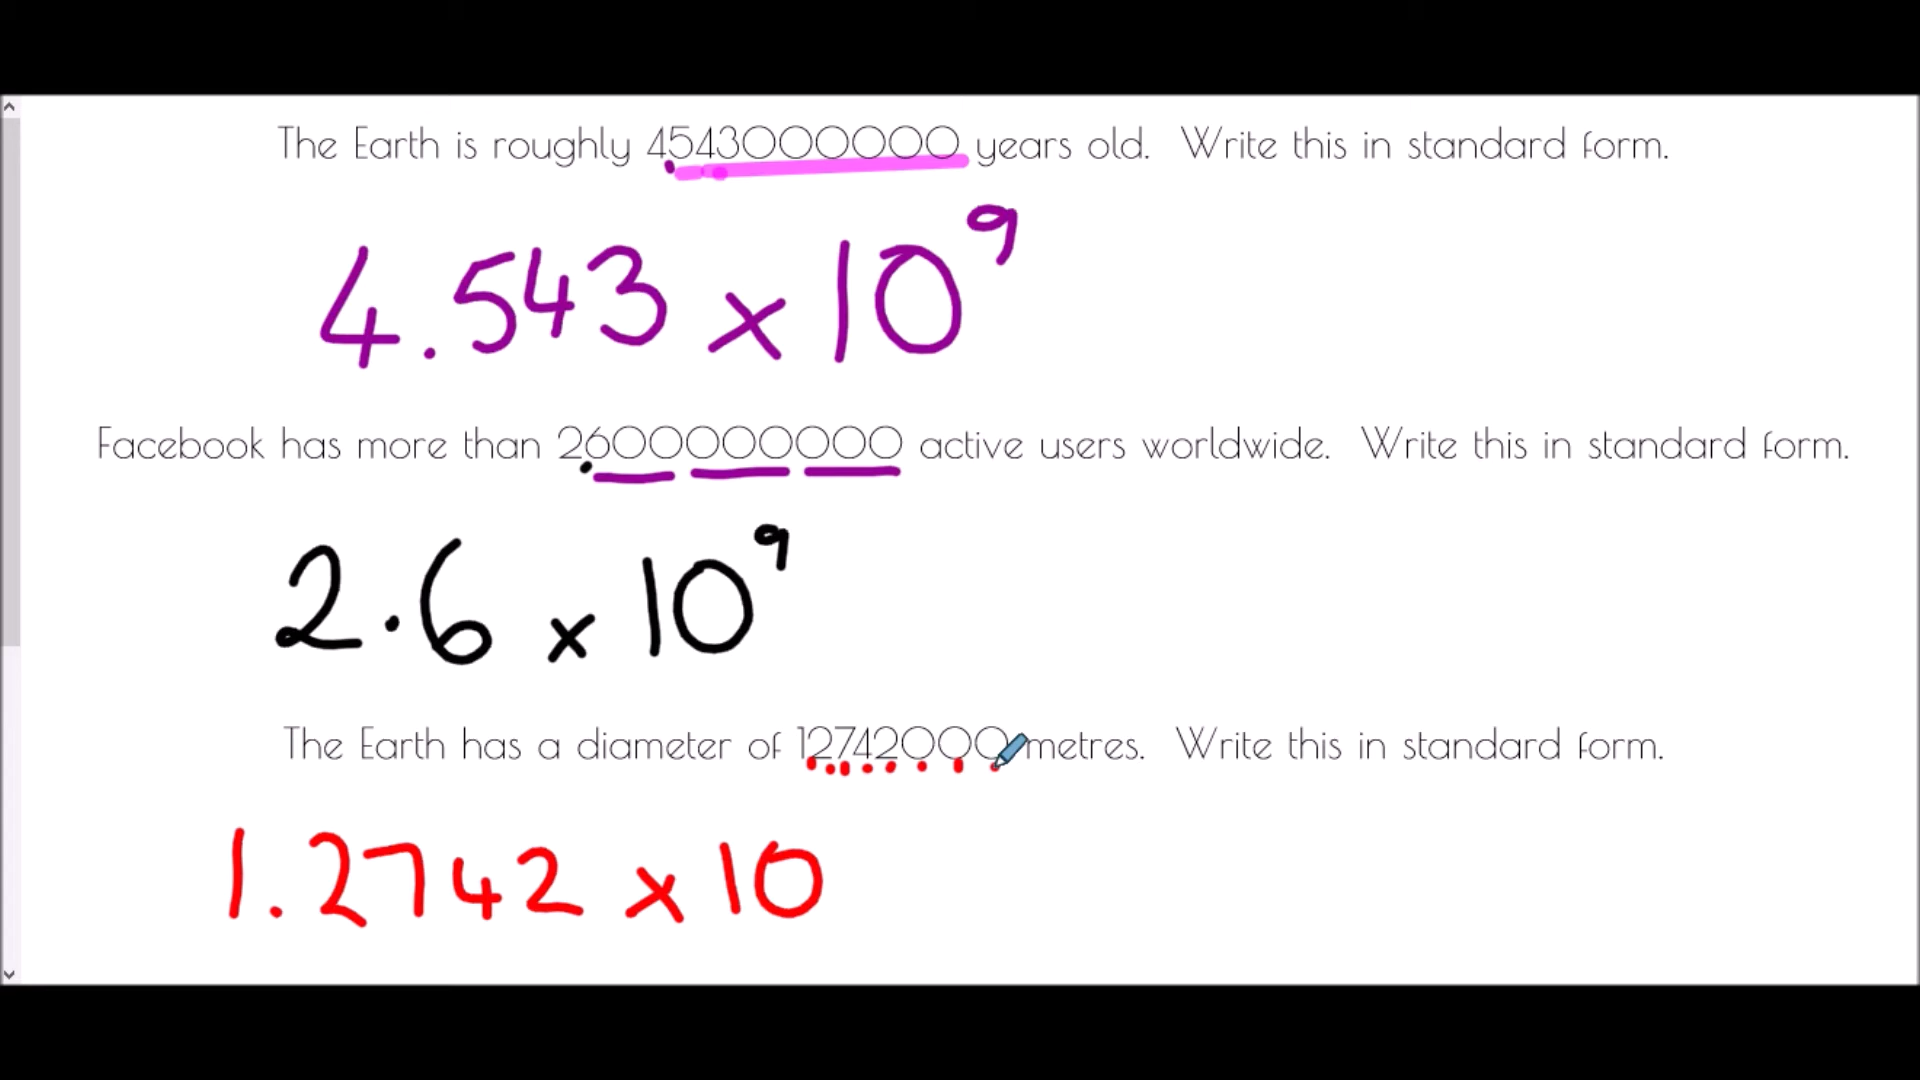 The Earth is roughly 4543000000 years old. Write this in standard form.
4.543 × 10⁹
Facebook has more than 2600000000 active users worldwide. Write this in standard form.
2.6 × 10⁹
The Earth has a diameter of 12742000 metres. Write this in standard form.
1.2742 × 10